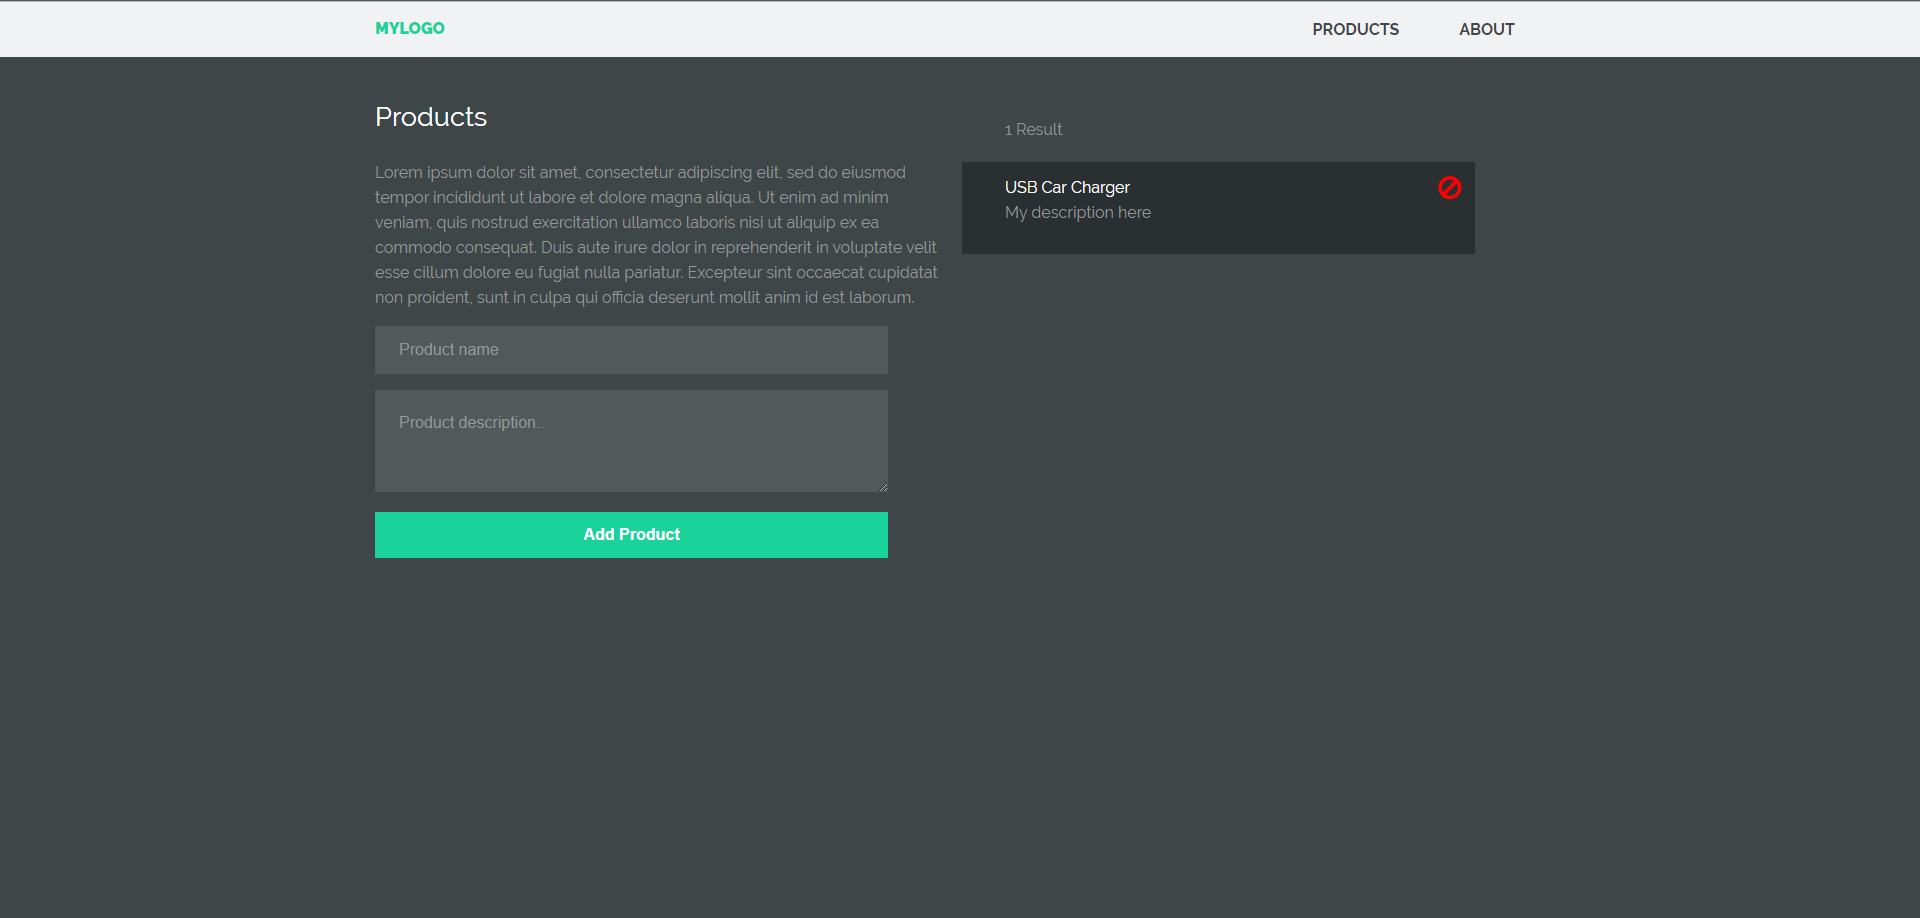 MYLOGO
PRODUCTS
ABOUT
Products
Lorem ipsum dolor sit amet, consectetur adipiscing elit, sed do eiusmod
tempor incididunt ut labore et dolore magna aliqua. Ut enim ad minim
veniam, quis nostrud exercitation ullamco laboris nisi ut aliquip ex ea
commodo consequat. Duis aute irure dolor in reprehenderit in voluptate velit
esse cillum dolore eu fugiat nulla pariatur. Excepteur sint occaecat cupidatat
non proident, sunt in culpa qui officia deserunt mollit anim id est laborum.
Product name
Product description..
Add Product
1 Result
USB Car Charger
My description here